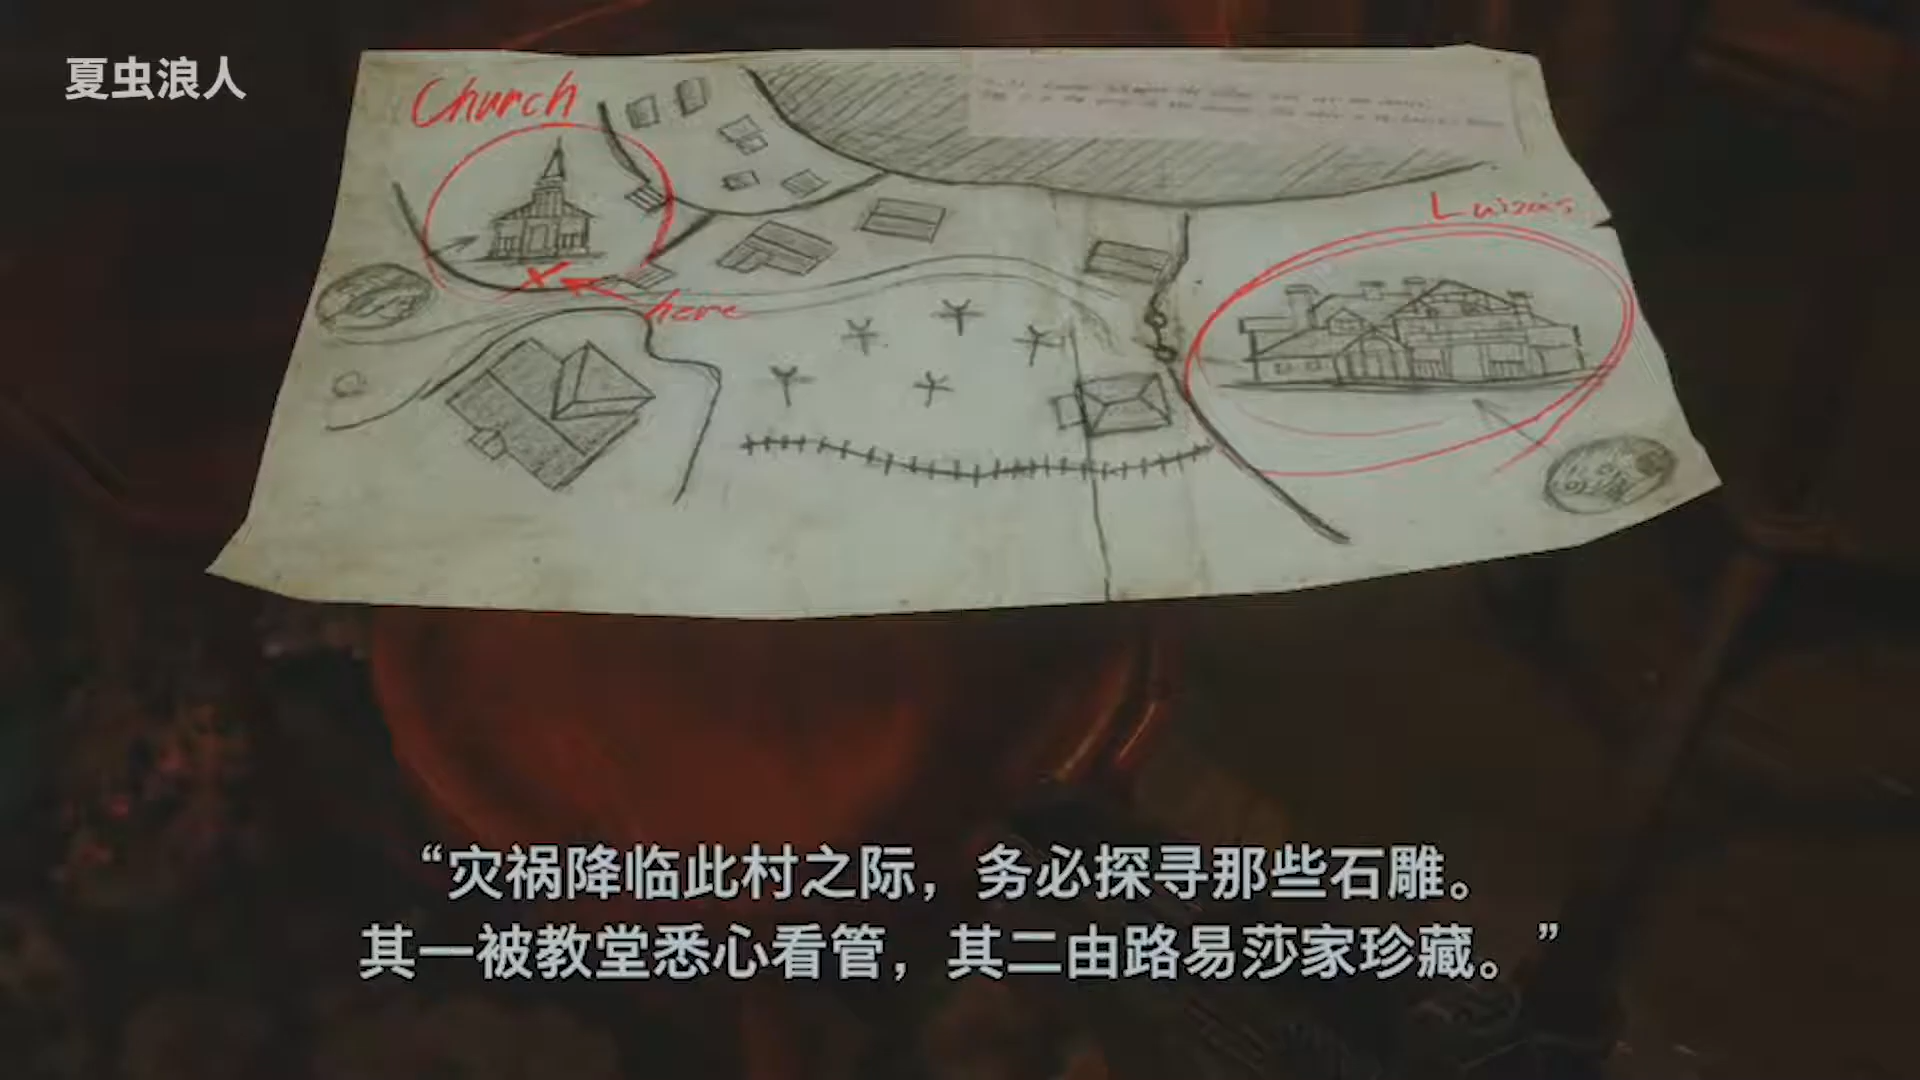 夏虫浪人
Church
Luiza's
here
“灾祸降临此村之际，务必探寻那些石雕。
其一被教堂悉心看管，其二由路易莎家珍藏。”